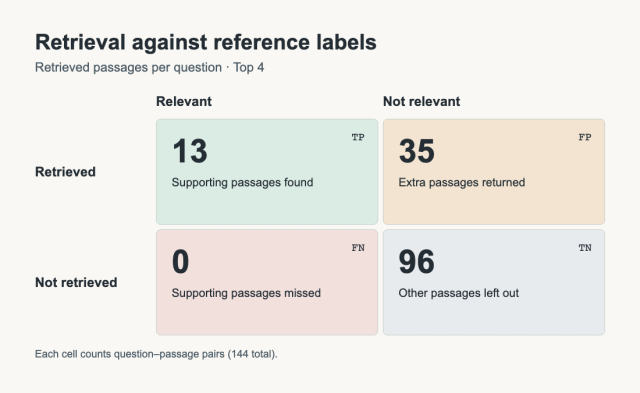 Retrieval against reference labels
Retrieved passages per question · Top 4
Relevant
Not relevant
Retrieved
13
TP
Supporting passages found
35
FP
Extra passages returned
Not retrieved
0
FN
Supporting passages missed
96
TN
Other passages left out
Each cell counts question–passage pairs (144 total).